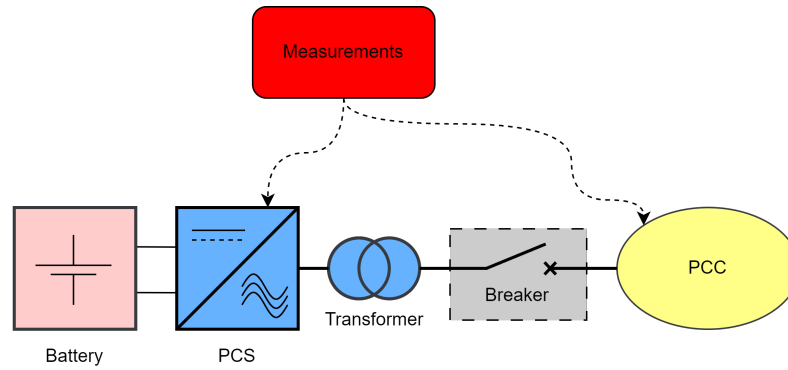 Measurements
PCC
Breaker
Transformer
Battery
PCS